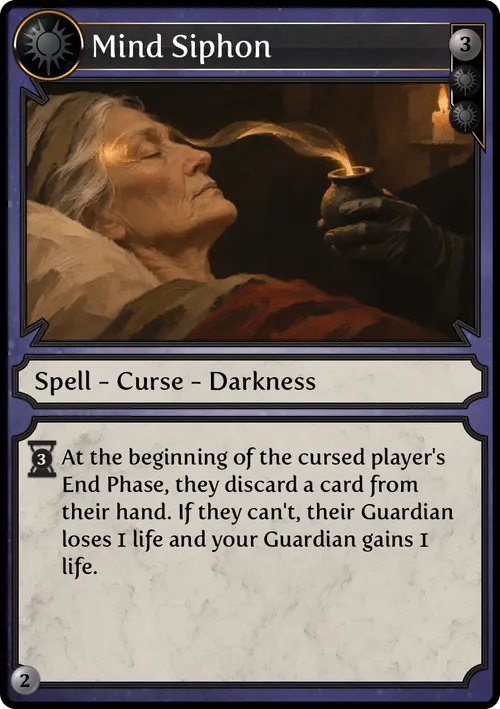 Mind Siphon
3
Spell - Curse - Darkness
3
At the beginning of the cursed player's
End Phase, they discard a card from
their hand. If they can't, their Guardian
loses 1 life and your Guardian gains 1
life.
2